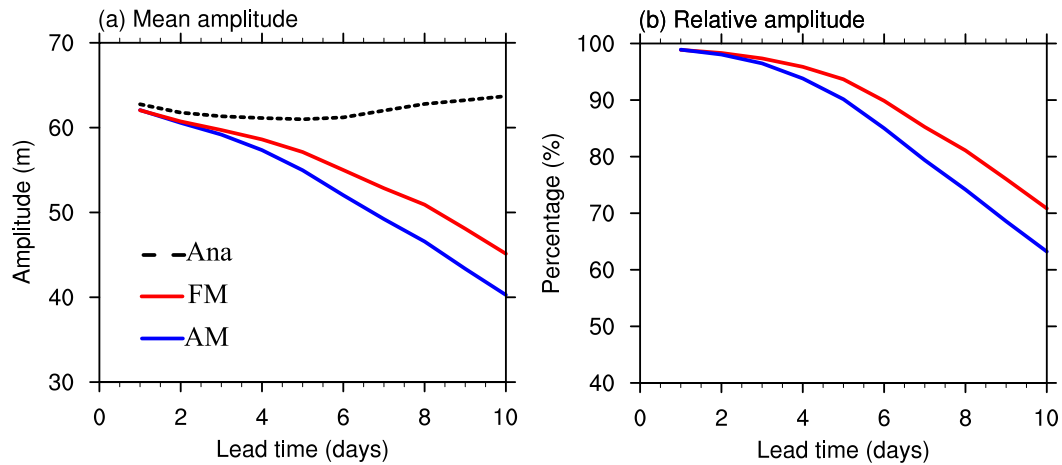 (a) Mean amplitude
70
60
50
40
30
Amplitude (m)
Ana
FM
AM
0 2 4 6 8 10
Lead time (days)
(b) Relative amplitude
100
90
80
70
60
50
40
Percentage (%)
0 2 4 6 8 10
Lead time (days)